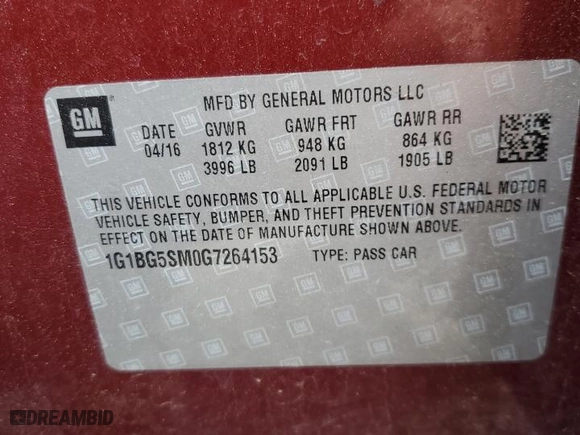 GM
MFD BY GENERAL MOTORS LLC
DATE GVWR GAWR FRT GAWR RR
04/16 1812 KG 948 KG 864 KG
3996 LB 2091 LB 1905 LB
THIS VEHICLE CONFORMS TO ALL APPLICABLE U.S. FEDERAL MOTOR
VEHICLE SAFETY, BUMPER, AND THEFT PREVENTION STANDARDS IN
EFFECT ON THE DATE OF MANUFACTURE SHOWN ABOVE.
1G1BG5SM0G7264153 TYPE: PASS CAR
DREAMBID